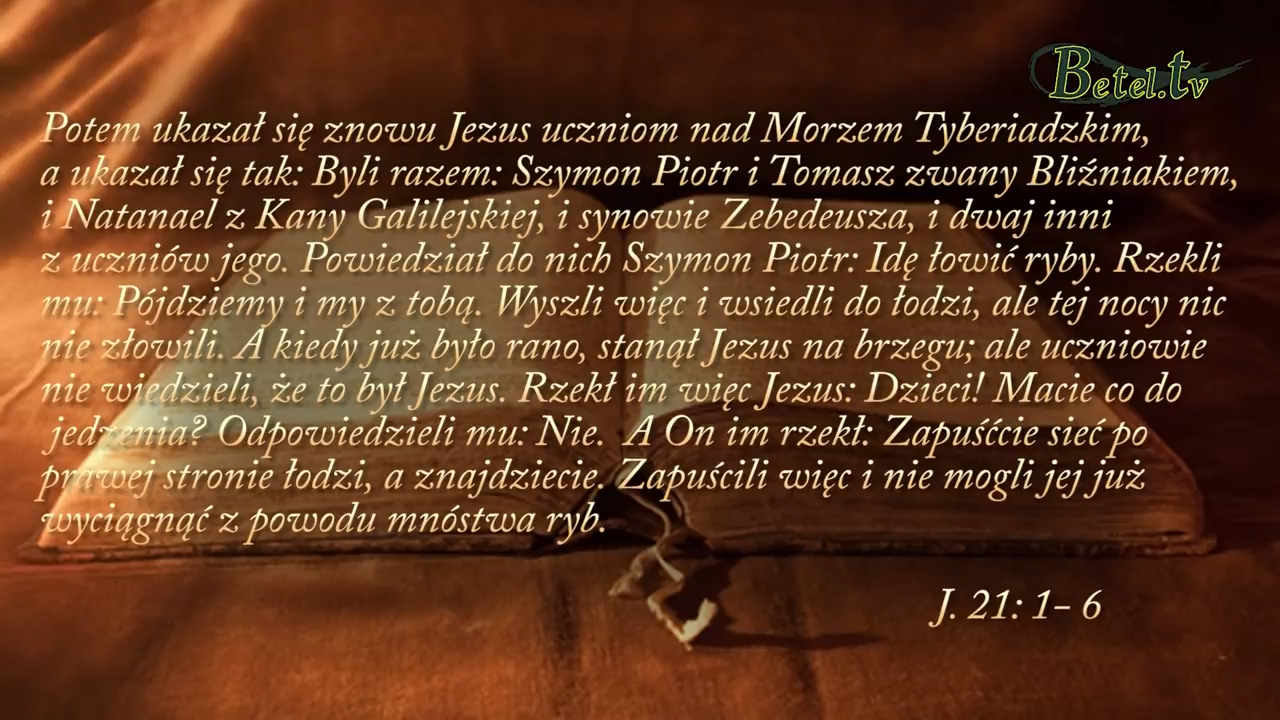 Betel.tv
Potem ukazał się znowu Jezus uczniom nad Morzem Tyberiadzkim,
a ukazał się tak: Byli razem: Szymon Piotr i Tomasz zwany Bliźniakiem,
i Natanael z Kany Galilejskiej, i synowie Zebedeusza, i dwaj inni
z uczniów jego. Powiedział do nich Szymon Piotr: Idę łowić ryby. Rzekli
mu: Pójdziemy i my z tobą. Wyszli więc i wsiedli do łodzi, ale tej nocy nic
nie złowili. A kiedy już było rano, stanął Jezus na brzegu; ale uczniowie
nie wiedzieli, że to był Jezus. Rzekł im więc Jezus: Dzieci! Macie co do
jedzenia? Odpowiedzieli mu: Nie. A On im rzekł: Zapuśćcie sieć po
prawej stronie łodzi, a znajdziecie. Zapuścili więc i nie mogli jej już
wyciągnąć z powodu mnóstwa ryb.
J. 21: 1– 6